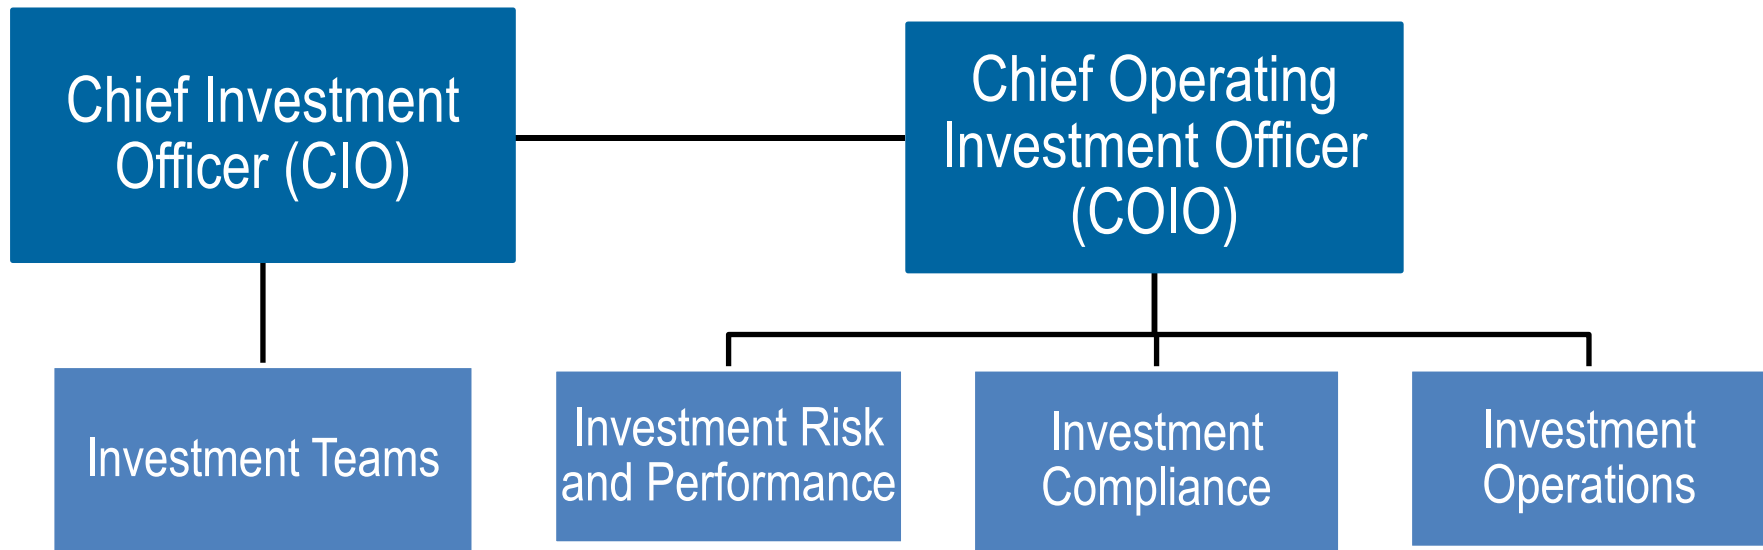 Chief Investment
Officer (CIO)
Chief Operating
Investment Officer
(COIO)
Investment Teams
Investment Risk
and Performance
Investment
Compliance
Investment
Operations